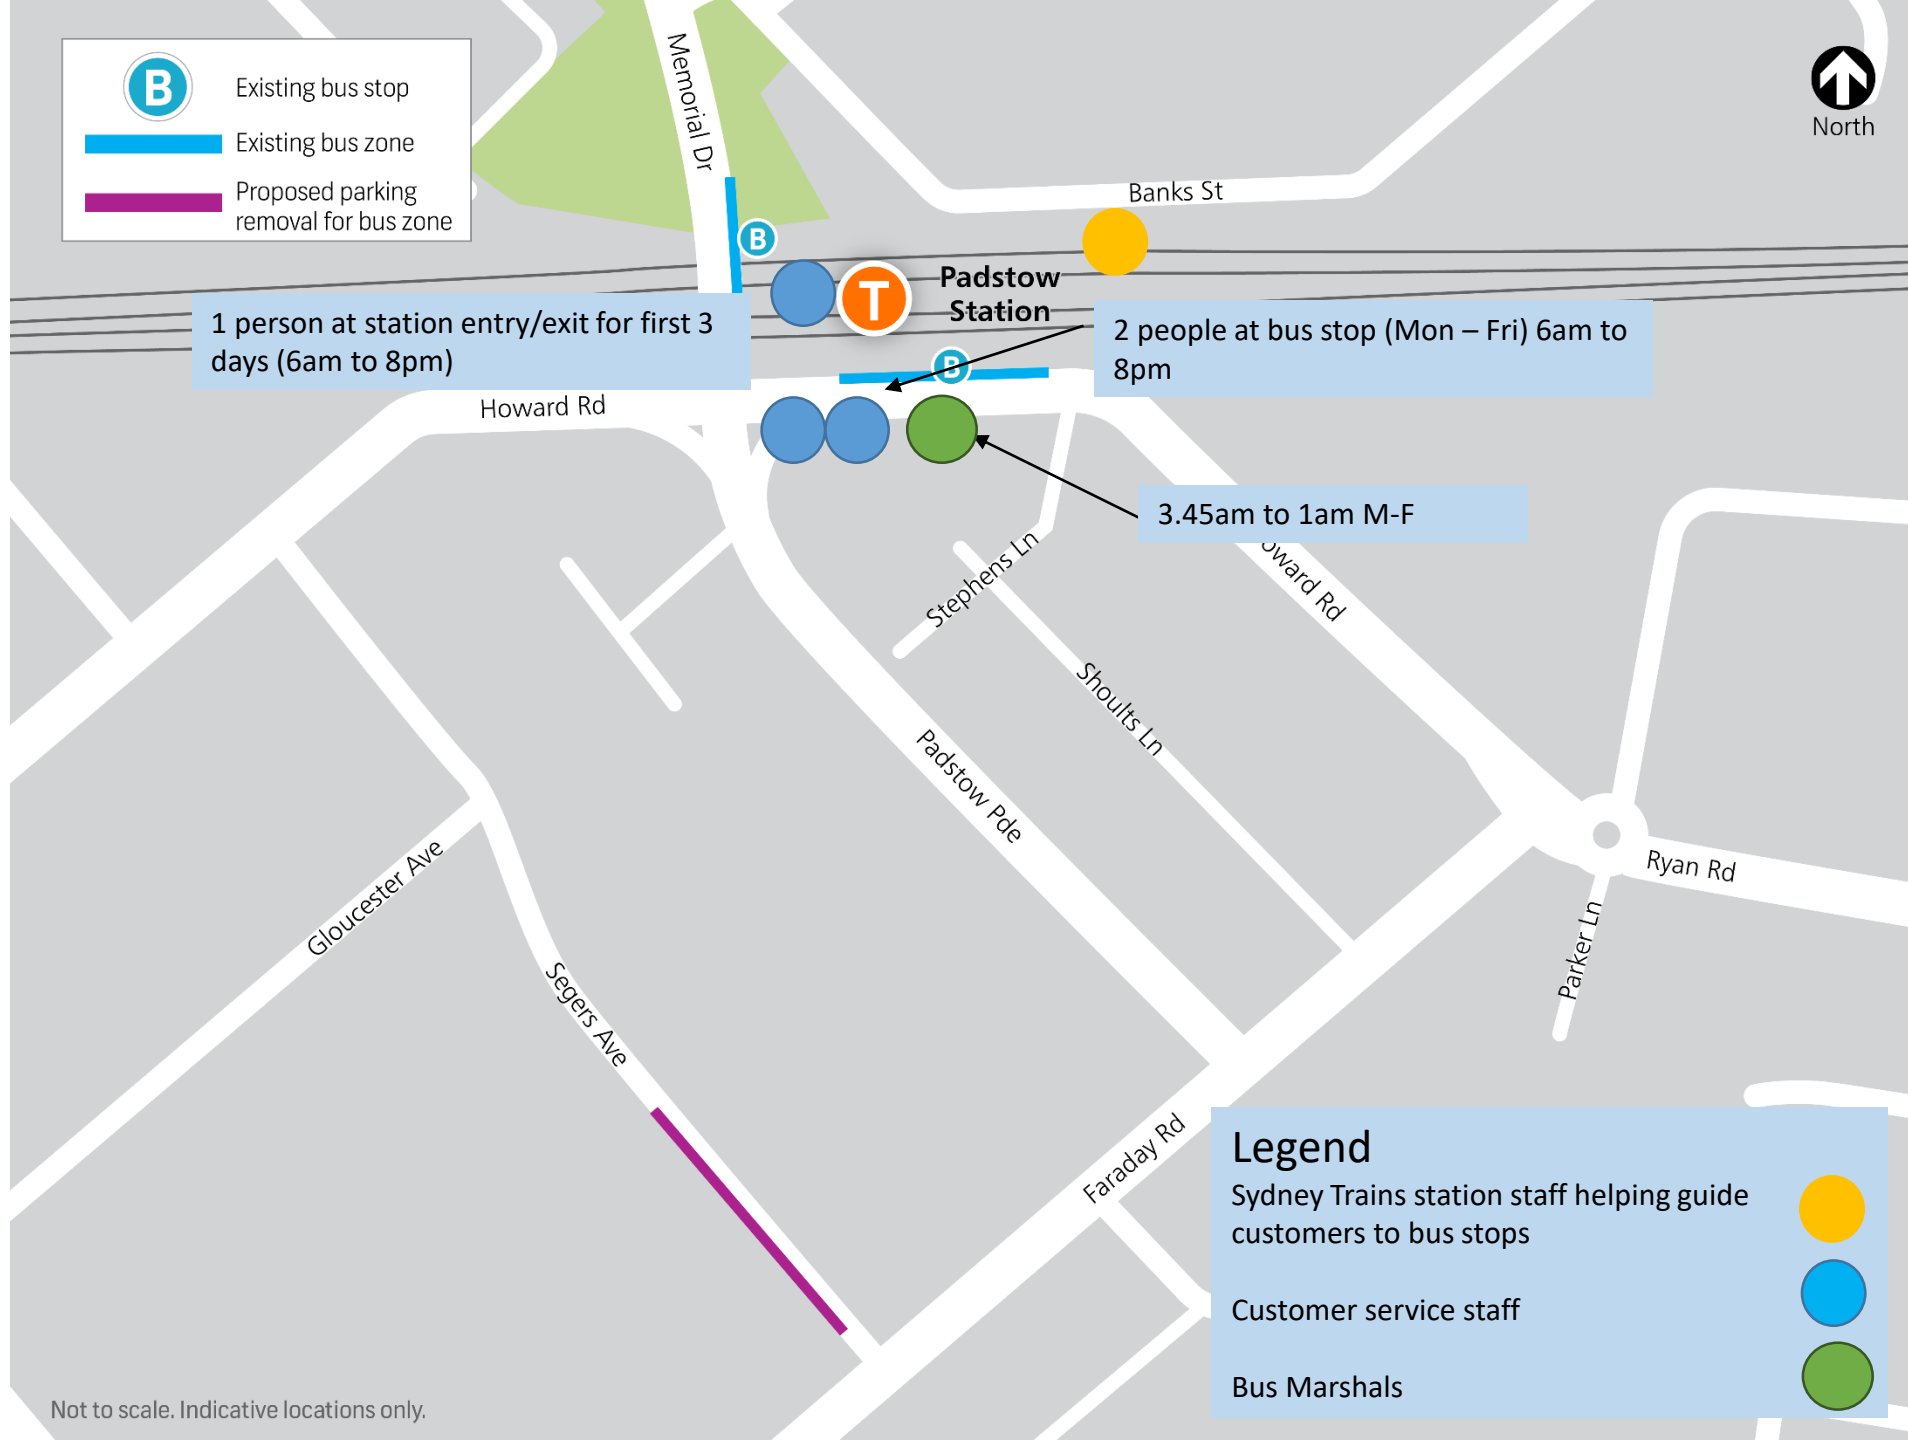 B
Existing bus stop
Existing bus zone
Proposed parking
removal for bus zone
Memorial Dr
North
Banks St
B
T
Padstow
Station
1 person at station entry/exit for first 3
days (6am to 8pm)
2 people at bus stop (Mon – Fri) 6am to
8pm
B
Howard Rd
3.45am to 1am M-F
oward Rd
Stephens Ln
Shoults Ln
Padstow Pde
Gloucester Ave
Ryan Rd
Parker Ln
Segers Ave
Faraday Rd
Legend
Sydney Trains station staff helping guide
customers to bus stops
Customer service staff
Bus Marshals
Not to scale. Indicative locations only.